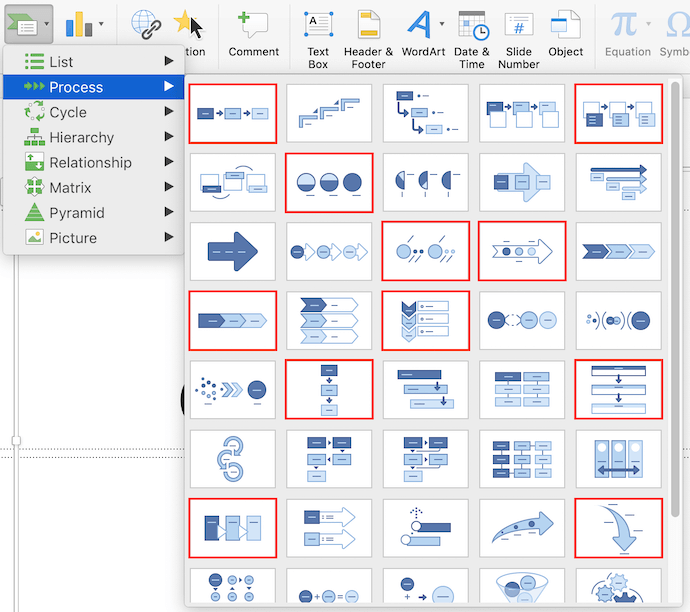 tion
Comment
Text
Box
Header &
Footer
WordArt
Date &
Time
Slide
Number
Object
Equation
Symb
List
Process
Cycle
Hierarchy
Relationship
Matrix
Pyramid
Picture